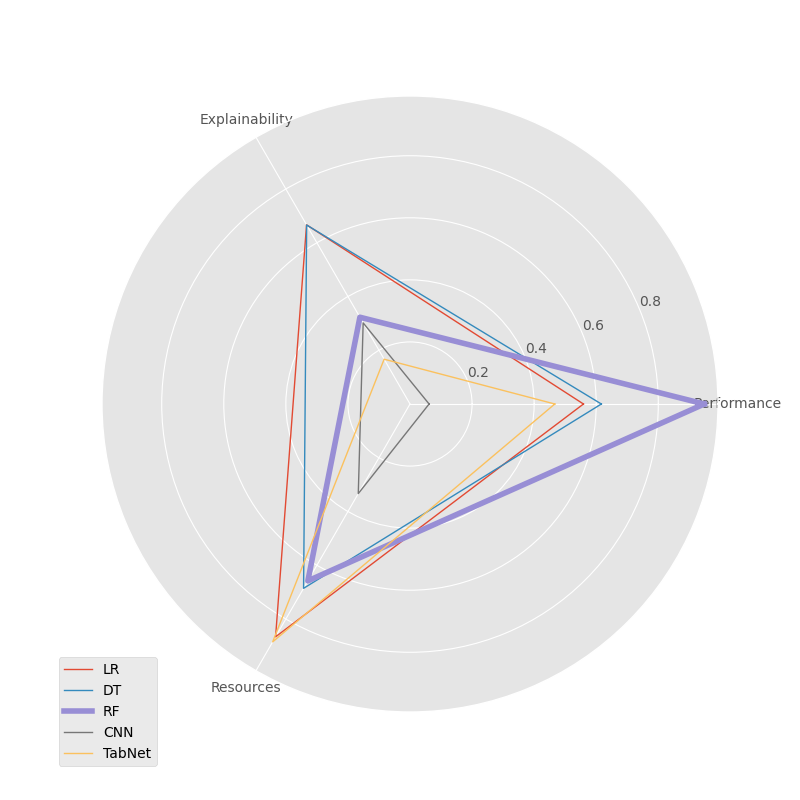 Explainability
0.8
0.6
0.4
0.2
Performance
Resources
LR
DT
RF
CNN
TabNet